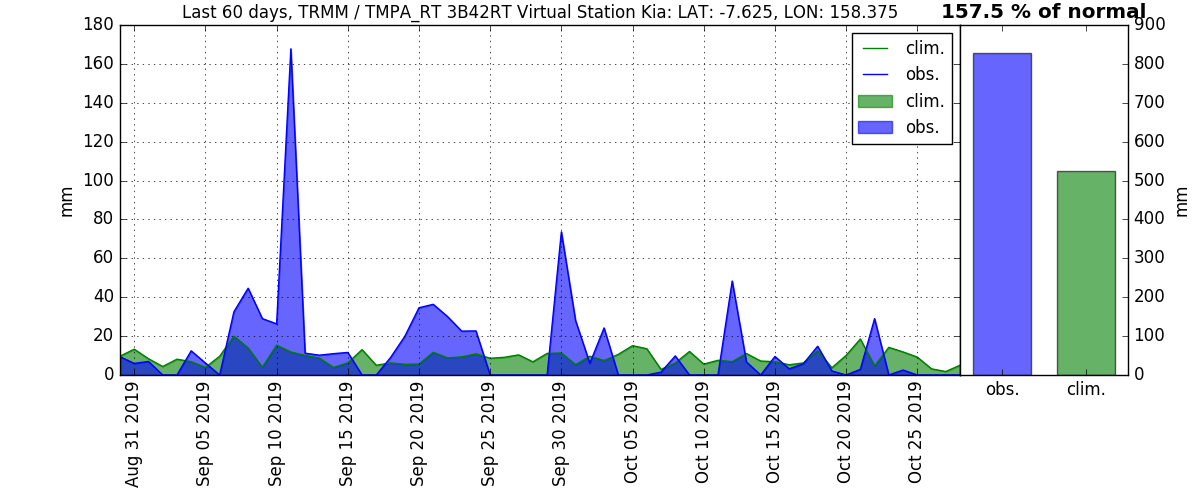 Last 60 days, TRMM / TMPA_RT 3B42RT Virtual Station Kia: LAT: -7.625, LON: 158.375
157.5 % of normal
180
160
140
120
100
80
60
40
20
0
mm
clim.
obs.
clim.
obs.
Aug 31 2019
Sep 05 2019
Sep 10 2019
Sep 15 2019
Sep 20 2019
Sep 25 2019
Sep 30 2019
Oct 05 2019
Oct 10 2019
Oct 15 2019
Oct 20 2019
Oct 25 2019
900
800
700
600
500
400
300
200
100
0
mm
obs.
clim.